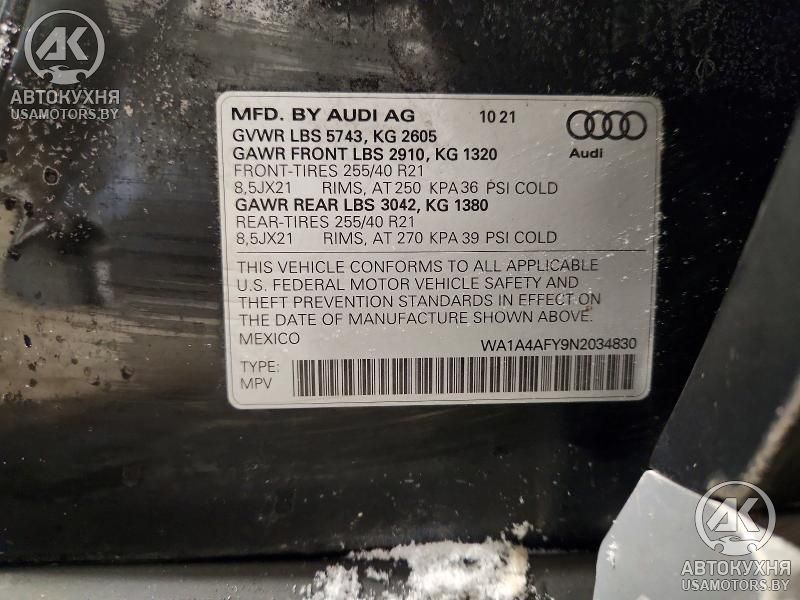 АК
АВТОКУХНЯ
USAMOTORS.BY
MFD. BY AUDI AG 10 21
GVWR LBS 5743, KG 2605
GAWR FRONT LBS 2910, KG 1320
FRONT-TIRES 255/40 R21
8,5JX21 RIMS, AT 250 KPA 36 PSI COLD
GAWR REAR LBS 3042, KG 1380
REAR-TIRES 255/40 R21
8,5JX21 RIMS, AT 270 KPA 39 PSI COLD
Audi
THIS VEHICLE CONFORMS TO ALL APPLICABLE
U.S. FEDERAL MOTOR VEHICLE SAFETY AND
THEFT PREVENTION STANDARDS IN EFFECT ON
THE DATE OF MANUFACTURE SHOWN ABOVE.
MEXICO WA1A4AFY9N2034830
TYPE:
MPV
АК
АВТОКУХНЯ
USAMOTORS.BY